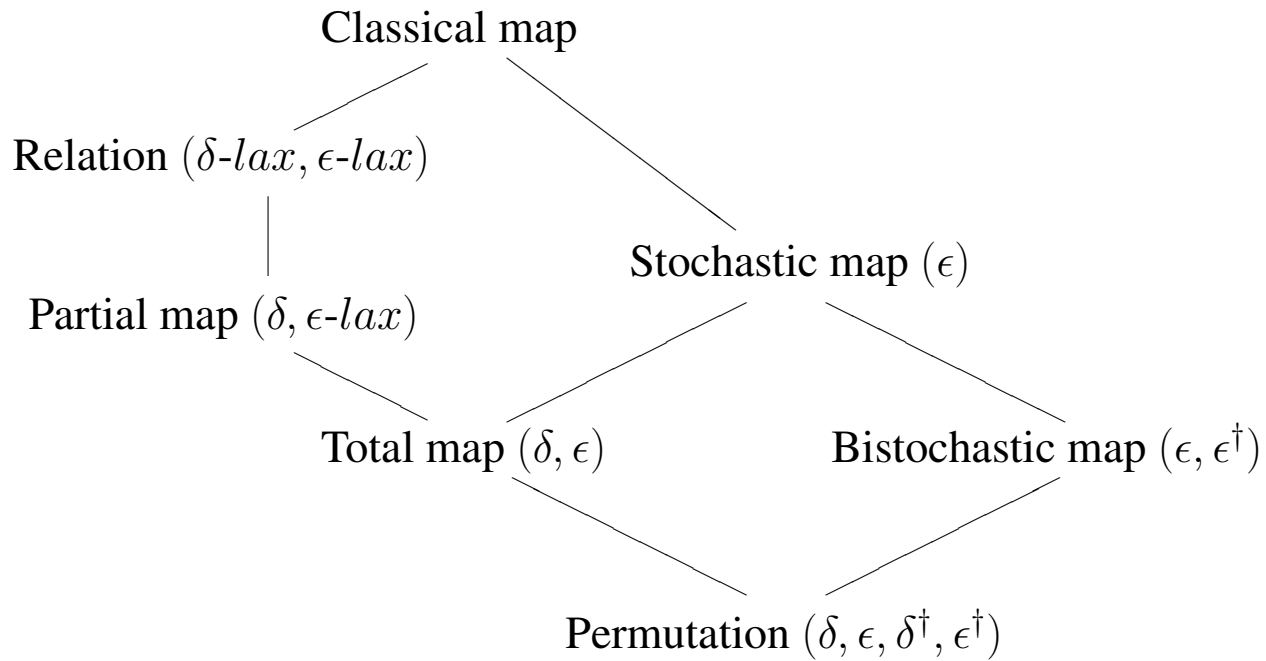 Classical map
Relation (δ-lax, ϵ-lax)
Stochastic map (ϵ)
Partial map (δ, ϵ-lax)
Total map (δ, ϵ)
Bistochastic map (ϵ, ϵ†)
Permutation (δ, ϵ, δ†, ϵ†)